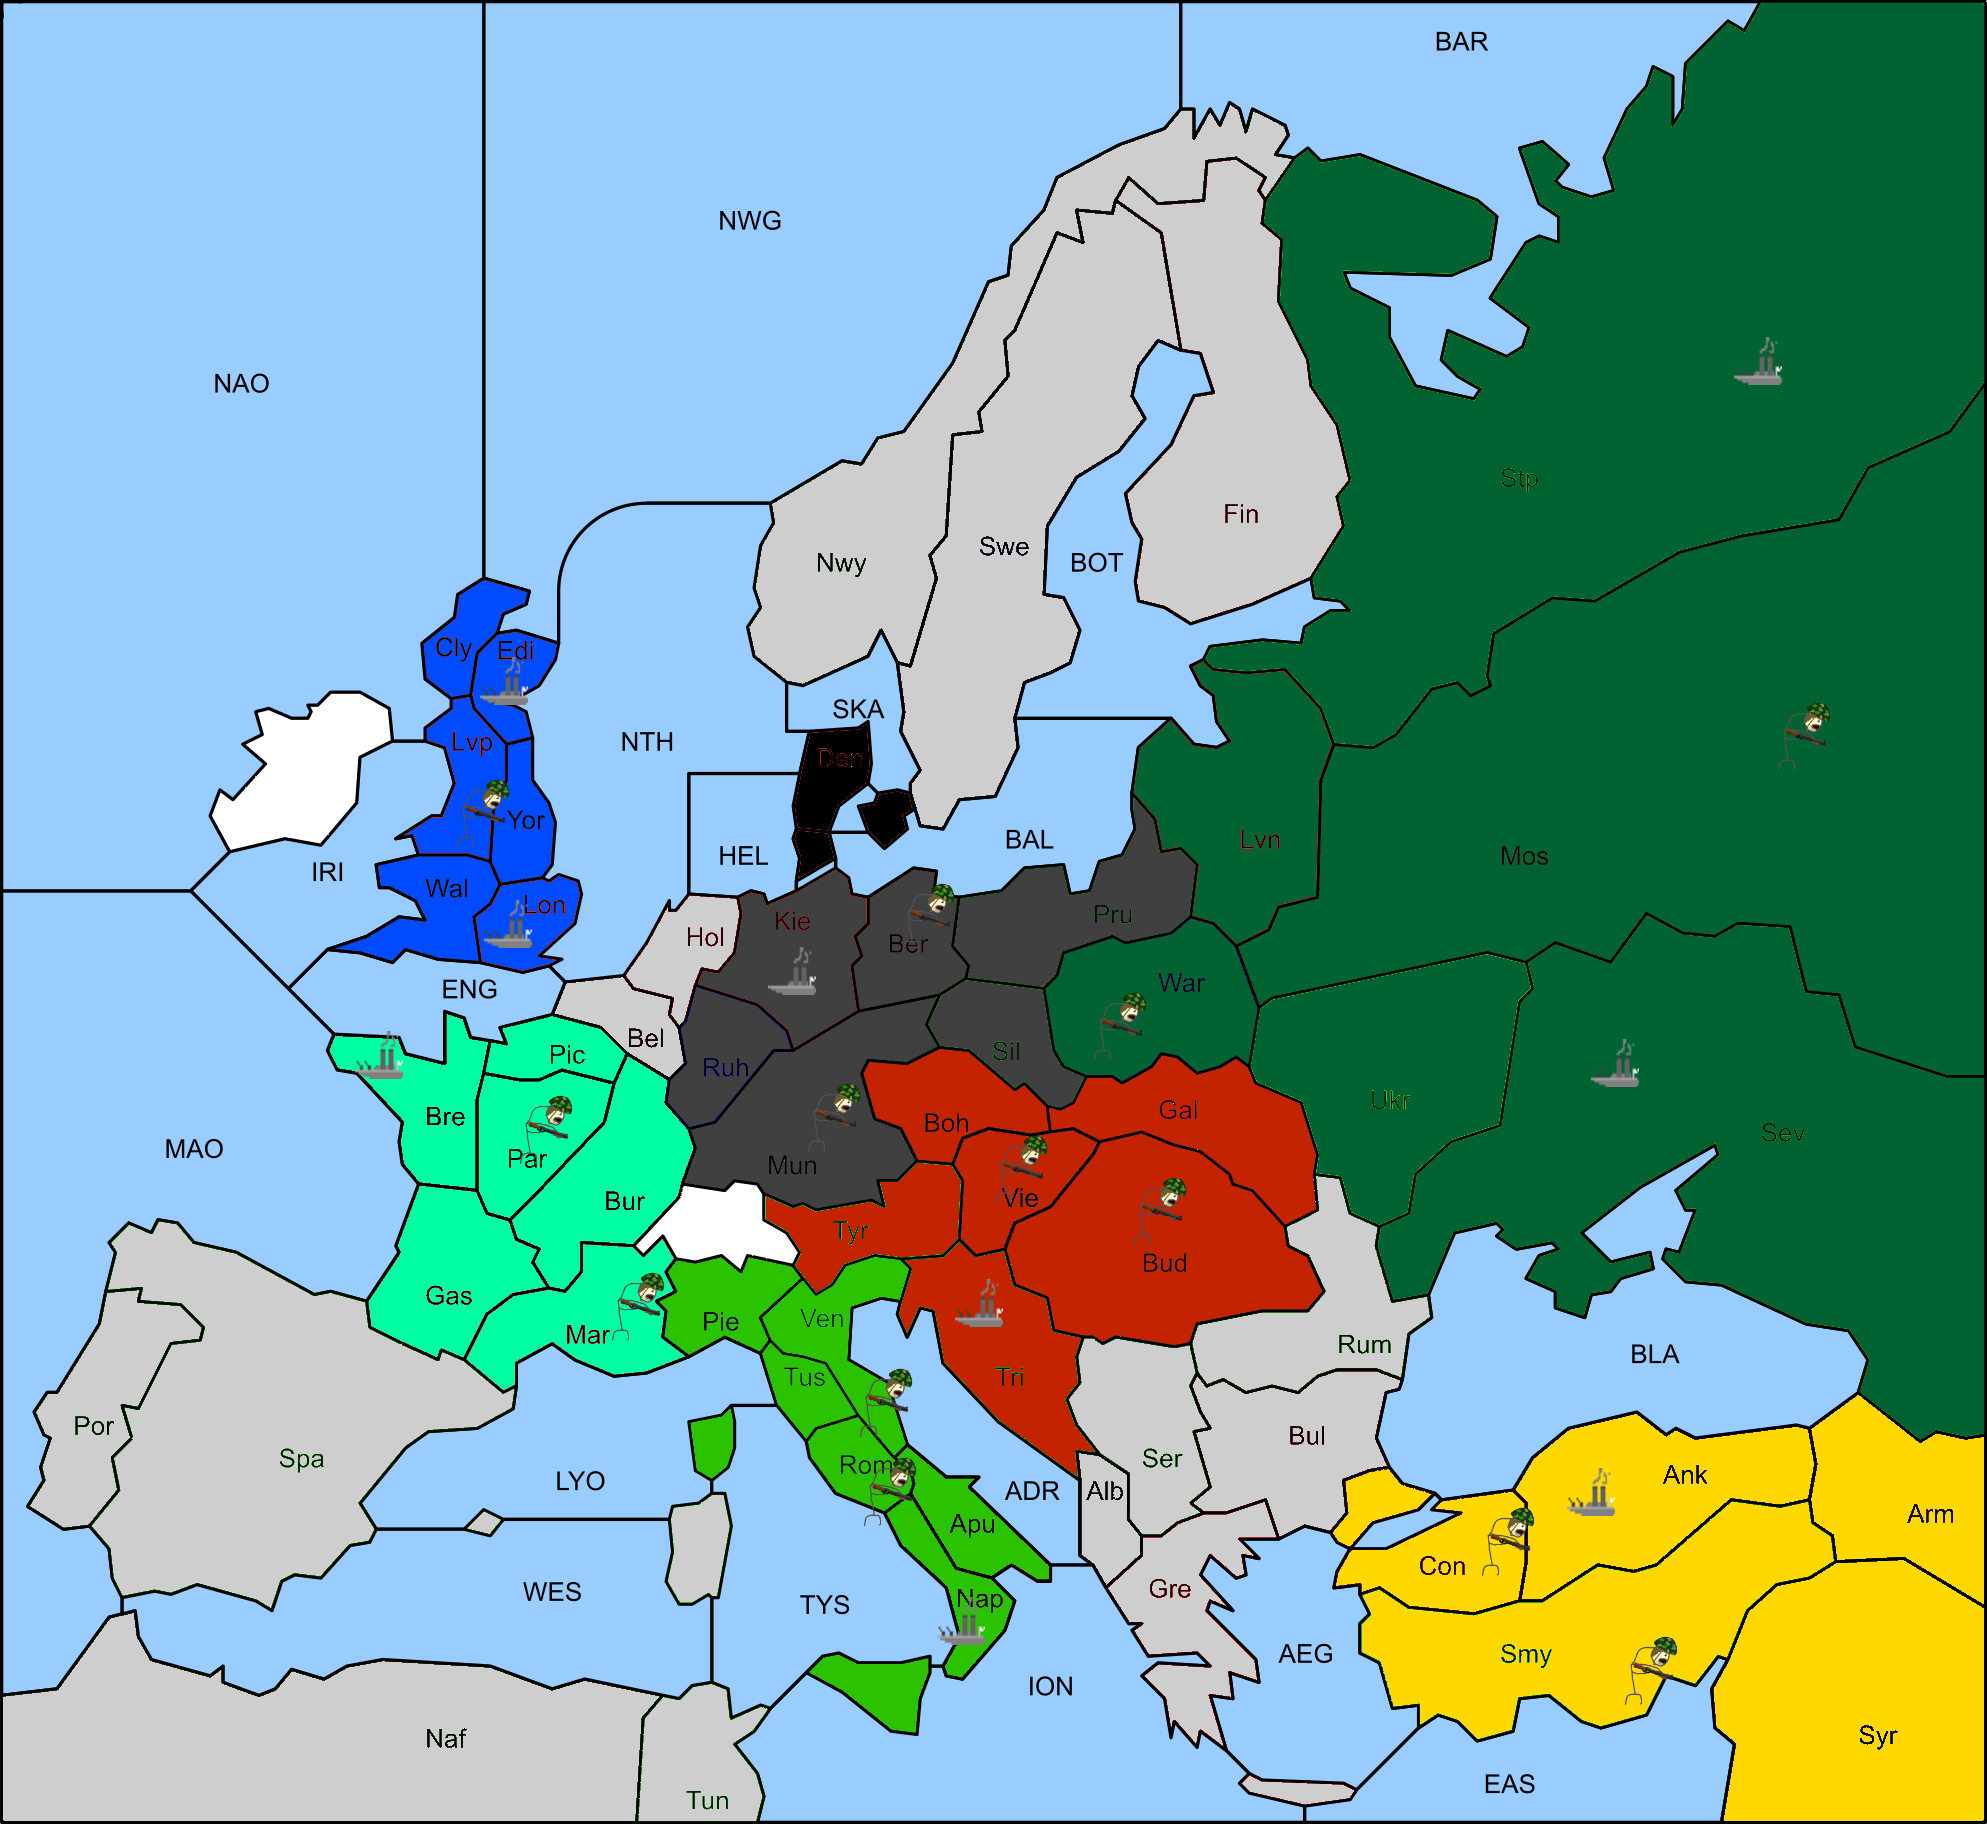 BAR
NWG
NAO
Stp
Fin
Swe
BOT
Nwy
Cly
Edi
SKA
NTH
Lvp
Den
Yor
Lvn
BAL
HEL
Mos
IRI
Wal
Lon
Kie
Pru
Hol
Ber
War
ENG
Bel
Sil
Pic
Ruh
Ukr
Gal
Bre
Boh
Sev
MAO
Par
Mun
Vie
Bur
Tyr
Bud
Gas
Ven
Pie
Mar
Rum
BLA
Tus
Tri
Por
Bul
Spa
Ser
Rom
Ank
LYO
ADR
Alb
Arm
Apu
Con
Gre
WES
Nap
TYS
AEG
Smy
ION
Naf
Syr
EAS
Tun